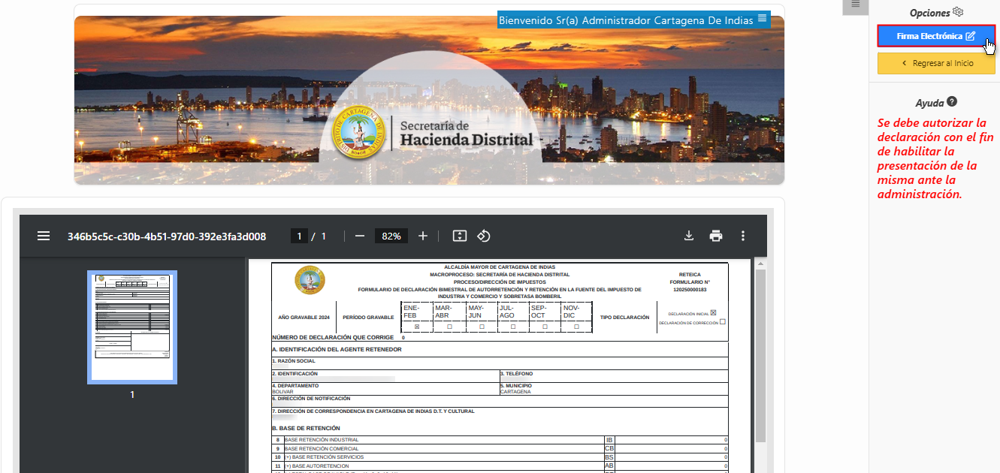 Bienvenido Sr(a) Administrador Cartagena De Indias
Secretaría de
Hacienda Distrital
DISTRITO DE CARTAGENA DE INDIAS
Opciones
Firma Electrónica
Regresar al Inicio
Ayuda
Se debe autorizar la
declaración con el fin
de habilitar la
presentación de la
misma ante la
administración.
346b5c5c-c30b-4b51-97d0-392e3fa3d008
1 / 1
82%
1
ALCALDÍA MAYOR DE CARTAGENA DE INDIAS
MACROPROCESO: SECRETARÍA DE HACIENDA DISTRITAL
PROCESO/DIRECCIÓN DE IMPUESTOS
FORMULARIO DE DECLARACIÓN BIMESTRAL DE AUTORRETENCIÓN Y RETENCIÓN EN LA FUENTE DEL IMPUESTO DE
INDUSTRIA Y COMERCIO Y SOBRETASA BOMBERIL
RETEICA
FORMULARIO N°
120250000183
AÑO GRAVABLE 2024
PERÍODO GRAVABLE
ENE-
FEB
MAR-
ABR
MAY-
JUN
JUL-
AGO
SEP-
OCT
NOV-
DIC
☒ ☐ ☐ ☐ ☐ ☐
TIPO DECLARACIÓN
DECLARACIÓN INICIAL ☒
DECLARACIÓN DE CORRECCIÓN ☐
NÚMERO DE DECLARACIÓN QUE CORRIGE 0
A. IDENTIFICACIÓN DEL AGENTE RETENEDOR
1. RAZÓN SOCIAL
2. IDENTIFICACIÓN
3. TELÉFONO
4. DEPARTAMENTO
BOLIVAR
5. MUNICIPIO
CARTAGENA
6. DIRECCIÓN DE NOTIFICACIÓN
7. DIRECCIÓN DE CORRESPONDENCIA EN CARTAGENA DE INDIAS D.T. Y CULTURAL
B. BASE DE RETENCIÓN
8 BASE RETENCIÓN INDUSTRIAL IB 0
9 BASE RETENCIÓN COMERCIAL CB 0
10 (+) BASE RETENCIÓN SERVICIOS BS 0
11 (+) BASE AUTORETENCION AB 0